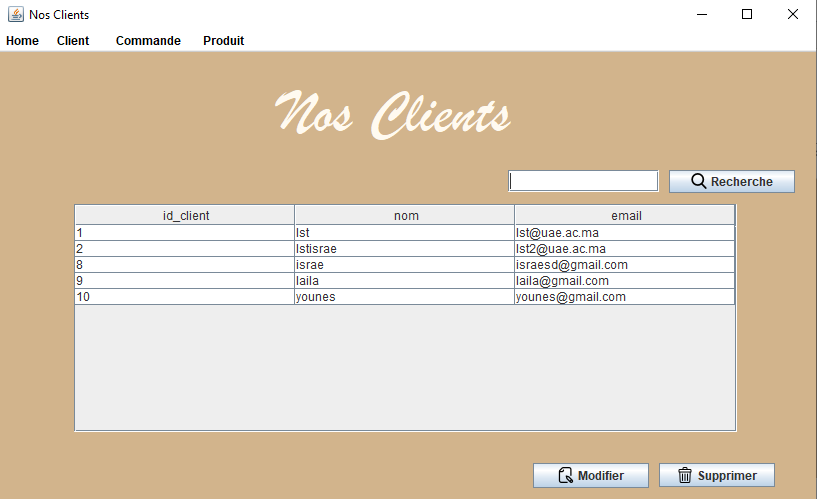 Nos Clients
Home Client Commande Produit
Nos Clients
Recherche
id_client nom email
1 lst lst@uae.ac.ma
2 lstisrae lst2@uae.ac.ma
8 israe israesd@gmail.com
9 laila laila@gmail.com
10 younes younes@gmail.com
Modifier Supprimer